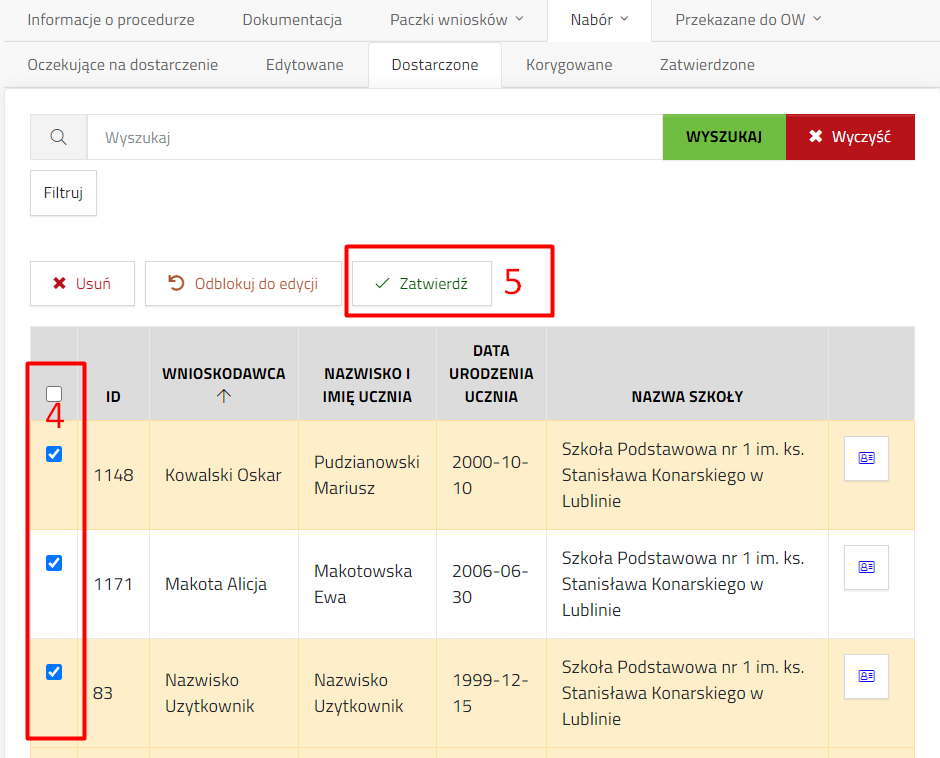 Informacje o procedurze Dokumentacja Paczki wniosków Nabór Przekazane do OW
Oczekujące na dostarczenie Edytowane Dostarczone Korygowane Zatwierdzone
Wyszukaj WYSZUKAJ Wyczyść
Filtruj
Usuń Odblokuj do edycji Zatwierdź 5
ID WNIOSKODAWCA NAZWISKO I IMIĘ UCZNIA DATA URODZENIA UCZNIA NAZWA SZKOŁY
4
1148 Kowalski Oskar Pudzianowski Mariusz 2000-10-10 Szkoła Podstawowa nr 1 im. ks. Stanisława Konarskiego w Lublinie
1171 Makota Alicja Makotowska Ewa 2006-06-30 Szkoła Podstawowa nr 1 im. ks. Stanisława Konarskiego w Lublinie
83 Nazwisko Uzytkownik Nazwisko Uzytkownik 1999-12-15 Szkoła Podstawowa nr 1 im. ks. Stanisława Konarskiego w Lublinie